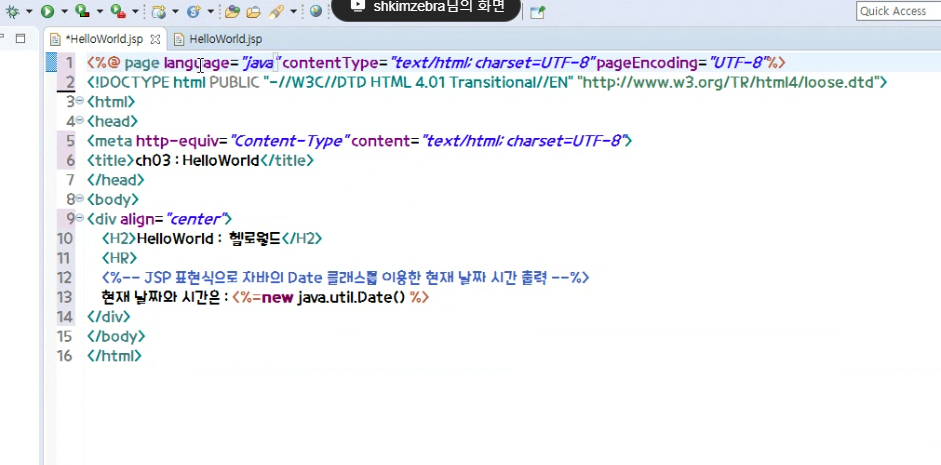 shkimzebra님의 화면
Quick Access
*HelloWorld.jsp HelloWorld.jsp
1 <%@ page language="java" contentType="text/html; charset=UTF-8" pageEncoding="UTF-8"%>
2 <!DOCTYPE html PUBLIC "-//W3C//DTD HTML 4.01 Transitional//EN" "http://www.w3.org/TR/html4/loose.dtd">
3 <html>
4 <head>
5 <meta http-equiv="Content-Type" content="text/html; charset=UTF-8">
6 <title>ch03 : HelloWorld</title>
7 </head>
8 <body>
9 <div align="center">
10 <H2>HelloWorld : 헬로월드</H2>
11 <HR>
12 <%-- JSP 표현식으로 자바의 Date 클래스를 이용한 현재 날짜 시간 출력 --%>
13 현재 날짜와 시간은 : <%=new java.util.Date() %>
14 </div>
15 </body>
16 </html>